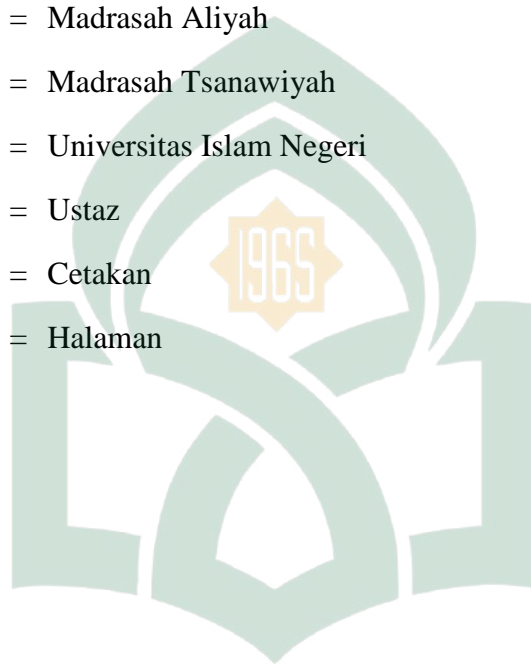 = Madrasah Aliyah
= Madrasah Tsanawiyah
= Universitas Islam Negeri
= Ustaz
= Cetakan
= Halaman
1965